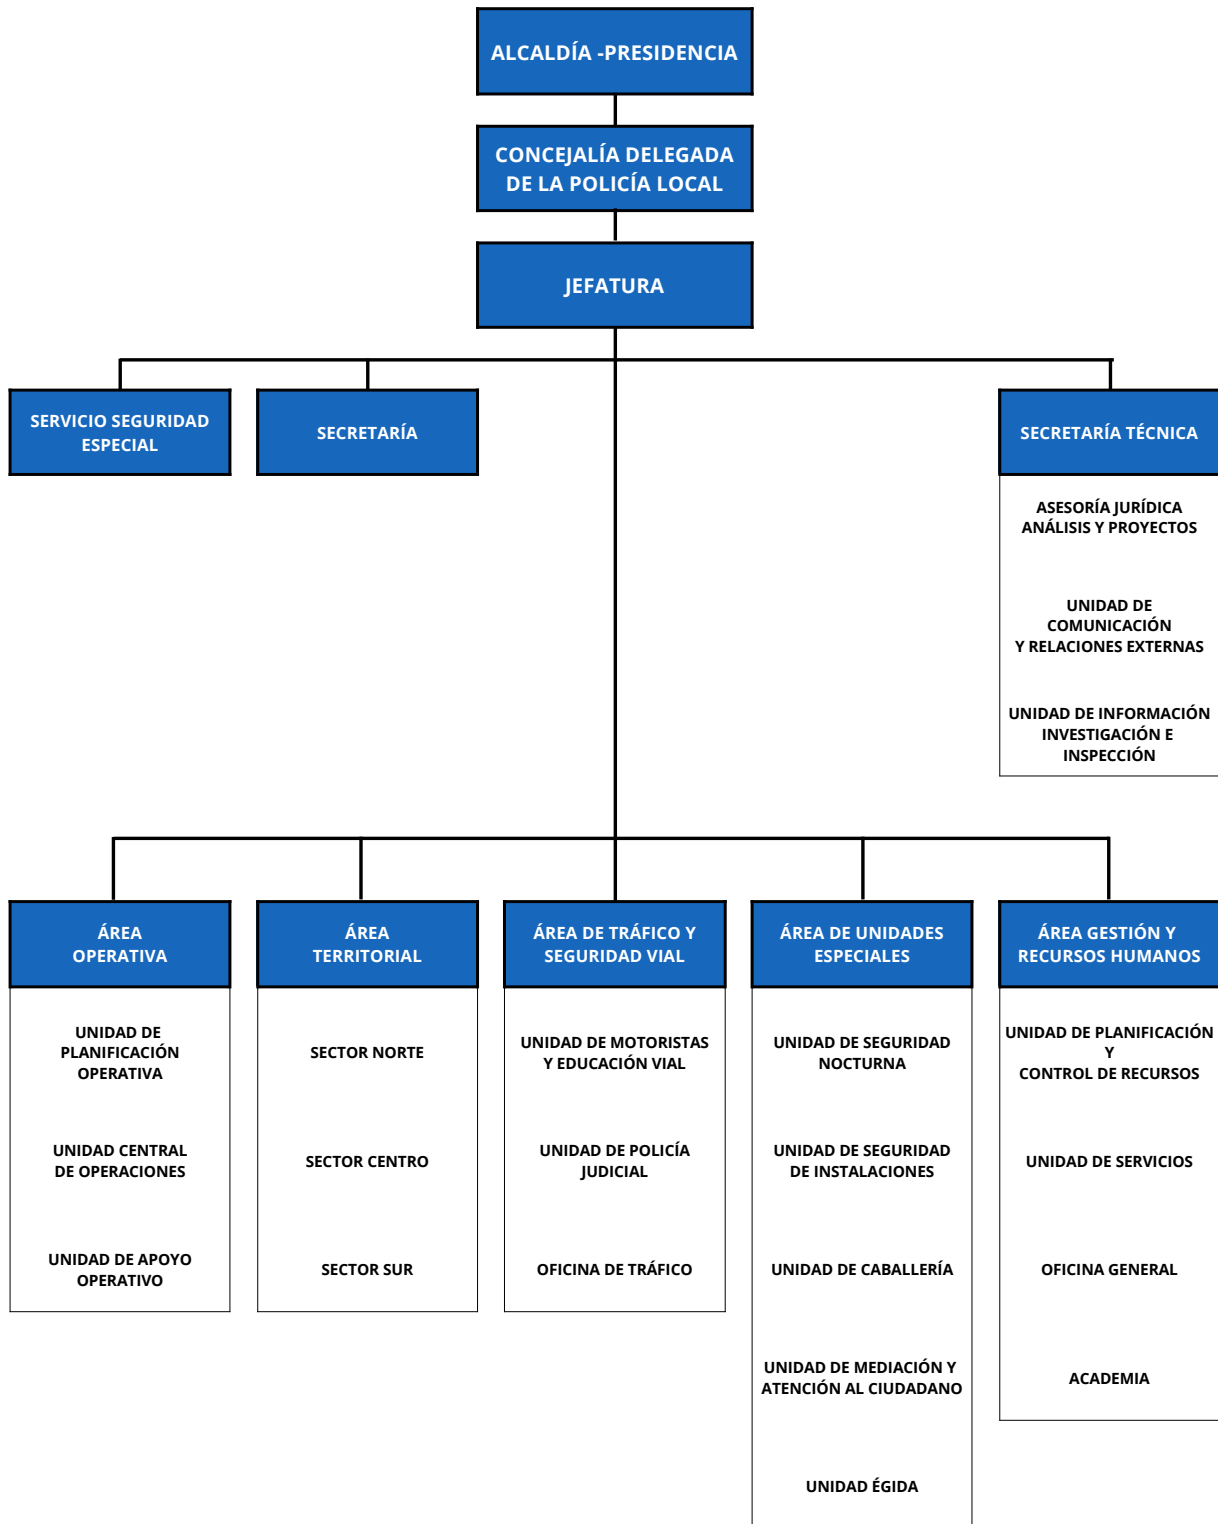 ALCALDÍA -PRESIDENCIA
CONCEJALÍA DELEGADA
DE LA POLICÍA LOCAL
JEFATURA
SERVICIO SEGURIDAD
ESPECIAL
SECRETARÍA
SECRETARÍA TÉCNICA
ASESORÍA JURÍDICA
ANÁLISIS Y PROYECTOS
UNIDAD DE
COMUNICACIÓN
Y RELACIONES EXTERNAS
UNIDAD DE INFORMACIÓN
INVESTIGACIÓN E
INSPECCIÓN
ÁREA
OPERATIVA
UNIDAD DE
PLANIFICACIÓN
OPERATIVA
UNIDAD CENTRAL
DE OPERACIONES
UNIDAD DE APOYO
OPERATIVO
ÁREA
TERRITORIAL
SECTOR NORTE
SECTOR CENTRO
SECTOR SUR
ÁREA DE TRÁFICO Y
SEGURIDAD VIAL
UNIDAD DE MOTORISTAS
Y EDUCACIÓN VIAL
UNIDAD DE POLICÍA
JUDICIAL
OFICINA DE TRÁFICO
ÁREA DE UNIDADES
ESPECIALES
UNIDAD DE SEGURIDAD
NOCTURNA
UNIDAD DE SEGURIDAD
DE INSTALACIONES
UNIDAD DE CABALLERÍA
UNIDAD DE MEDIACIÓN Y
ATENCIÓN AL CIUDADANO
UNIDAD ÉGIDA
ÁREA GESTIÓN Y
RECURSOS HUMANOS
UNIDAD DE PLANIFICACIÓN
Y
CONTROL DE RECURSOS
UNIDAD DE SERVICIOS
OFICINA GENERAL
ACADEMIA